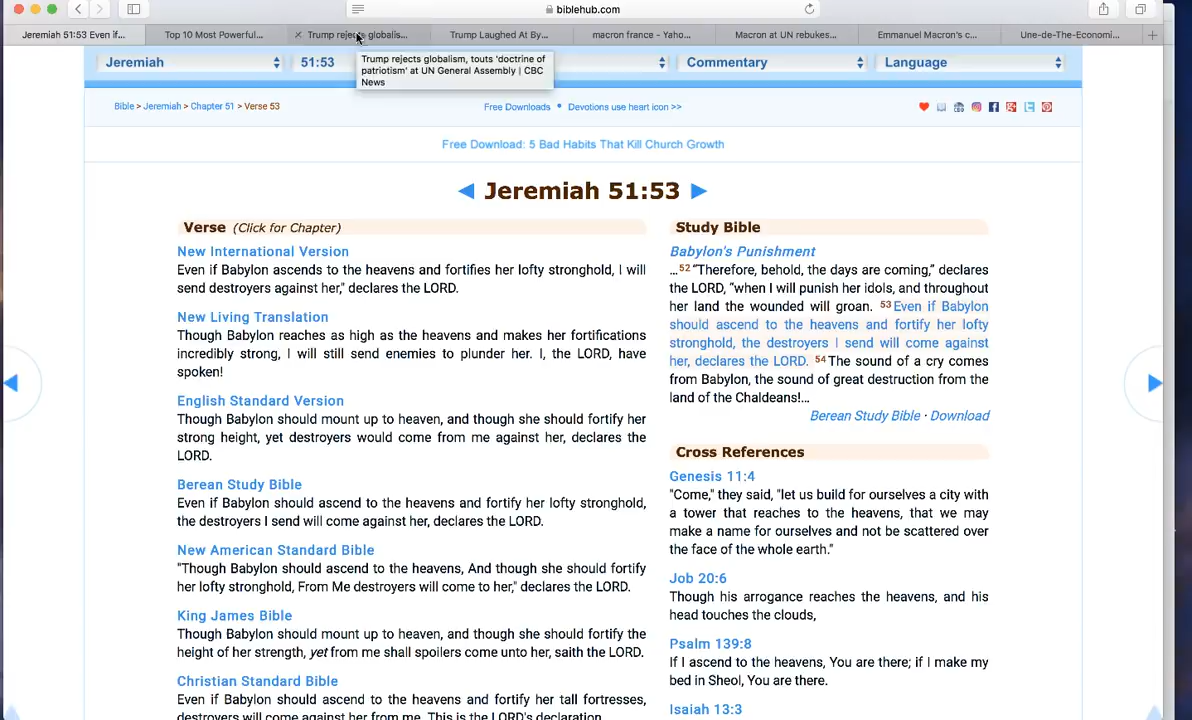 biblehub.com
Jeremiah 51:53 Even if...
Top 10 Most Powerful...
Trump rejects globalis...
Trump Laughed At By...
macron france - Yaho...
Macron at UN rebukes...
Emmanuel Macron's c...
Une-de-The-Economi...
Trump rejects globalism, touts 'doctrine of
patriotism' at UN General Assembly | CBC
News
Jeremiah
51:53
Commentary
Language
Bible > Jeremiah > Chapter 51 > Verse 53
Free Downloads • Devotions use heart icon >>
Free Download: 5 Bad Habits That Kill Church Growth
◄ Jeremiah 51:53 ►
Verse (Click for Chapter)
New International Version
Even if Babylon ascends to the heavens and fortifies her lofty stronghold, I will
send destroyers against her," declares the LORD.
New Living Translation
Though Babylon reaches as high as the heavens and makes her fortifications
incredibly strong, I will still send enemies to plunder her. I, the LORD, have
spoken!
English Standard Version
Though Babylon should mount up to heaven, and though she should fortify her
strong height, yet destroyers would come from me against her, declares the
LORD.
Berean Study Bible
Even if Babylon should ascend to the heavens and fortify her lofty stronghold,
the destroyers I send will come against her, declares the LORD.
New American Standard Bible
"Though Babylon should ascend to the heavens, And though she should fortify
her lofty stronghold, From Me destroyers will come to her," declares the LORD.
King James Bible
Though Babylon should mount up to heaven, and though she should fortify the
height of her strength, yet from me shall spoilers come unto her, saith the LORD.
Christian Standard Bible
Even if Babylon should ascend to the heavens and fortify her tall fortresses,
destroyers will come against her from me. This is the LORD's declaration.
Study Bible
Babylon's Punishment
...52"Therefore, behold, the days are coming," declares
the LORD, "when I will punish her idols, and throughout
her land the wounded will groan. 53Even if Babylon
should ascend to the heavens and fortify her lofty
stronghold, the destroyers I send will come against
her, declares the LORD. 54The sound of a cry comes
from Babylon, the sound of great destruction from the
land of the Chaldeans!...
Berean Study Bible · Download
Cross References
Genesis 11:4
"Come," they said, "let us build for ourselves a city with
a tower that reaches to the heavens, that we may
make a name for ourselves and not be scattered over
the face of the whole earth."
Job 20:6
Though his arrogance reaches the heavens, and his
head touches the clouds,
Psalm 139:8
If I ascend to the heavens, You are there; if I make my
bed in Sheol, You are there.
Isaiah 13:3